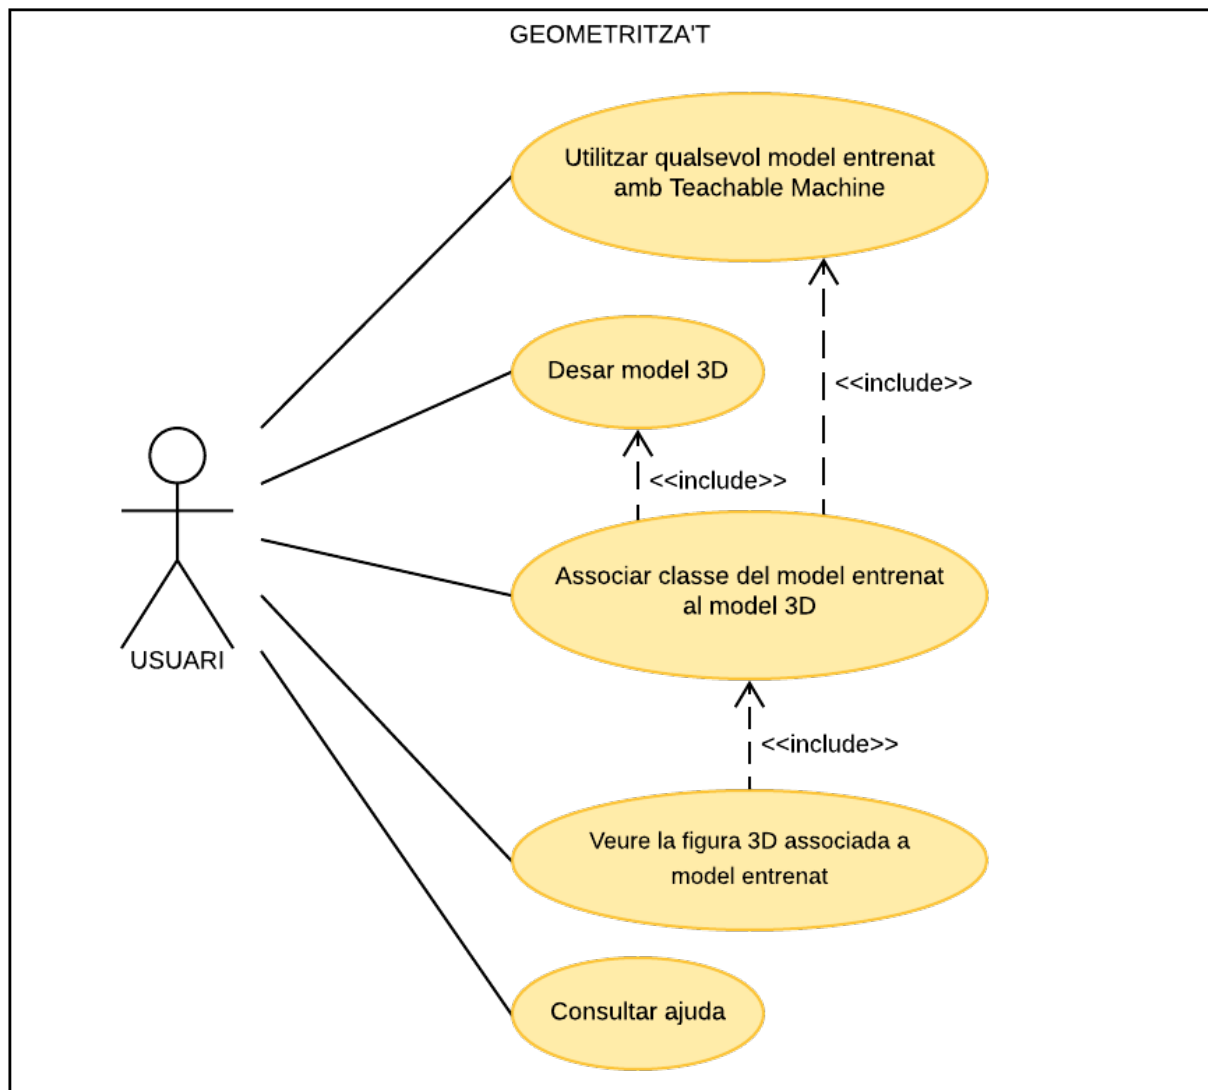 GEOMETRITZA'T
Utilitzar qualsevol model entrenat
amb Teachable Machine
Desar model 3D
<<include>>
<<include>>
Associar classe del model entrenat
al model 3D
USUARI
<<include>>
Veure la figura 3D associada a
model entrenat
Consultar ajuda